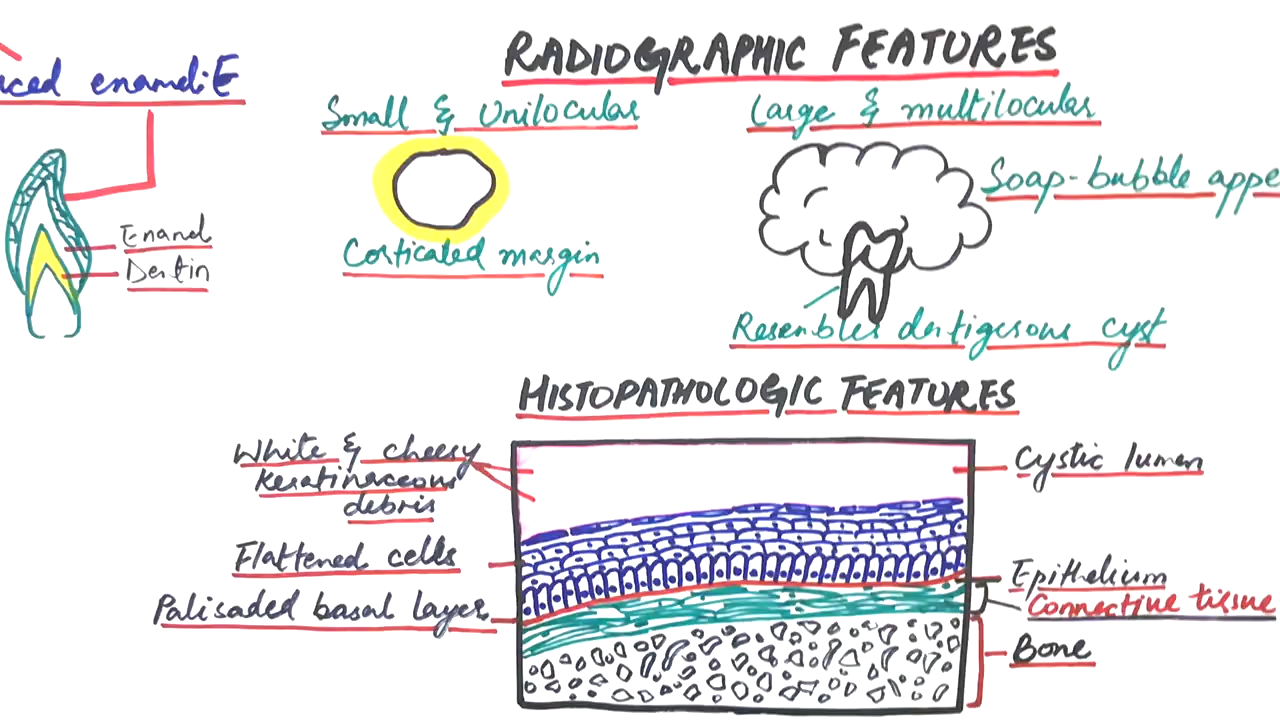 enamel:E
Enamel
Dentin
RADIOGRAPHIC FEATURES
Small & Unilocular
Corticated margin
Large & multilocular
Soap-bubble appe
Resembles dentigerous cyst
HISTOPATHOLOGIC FEATURES
White & cheesy
keratinaceous
debris
Flattened cells
Palisaded basal layer
Cystic lumen
Epithelium
Connective tissue
Bone